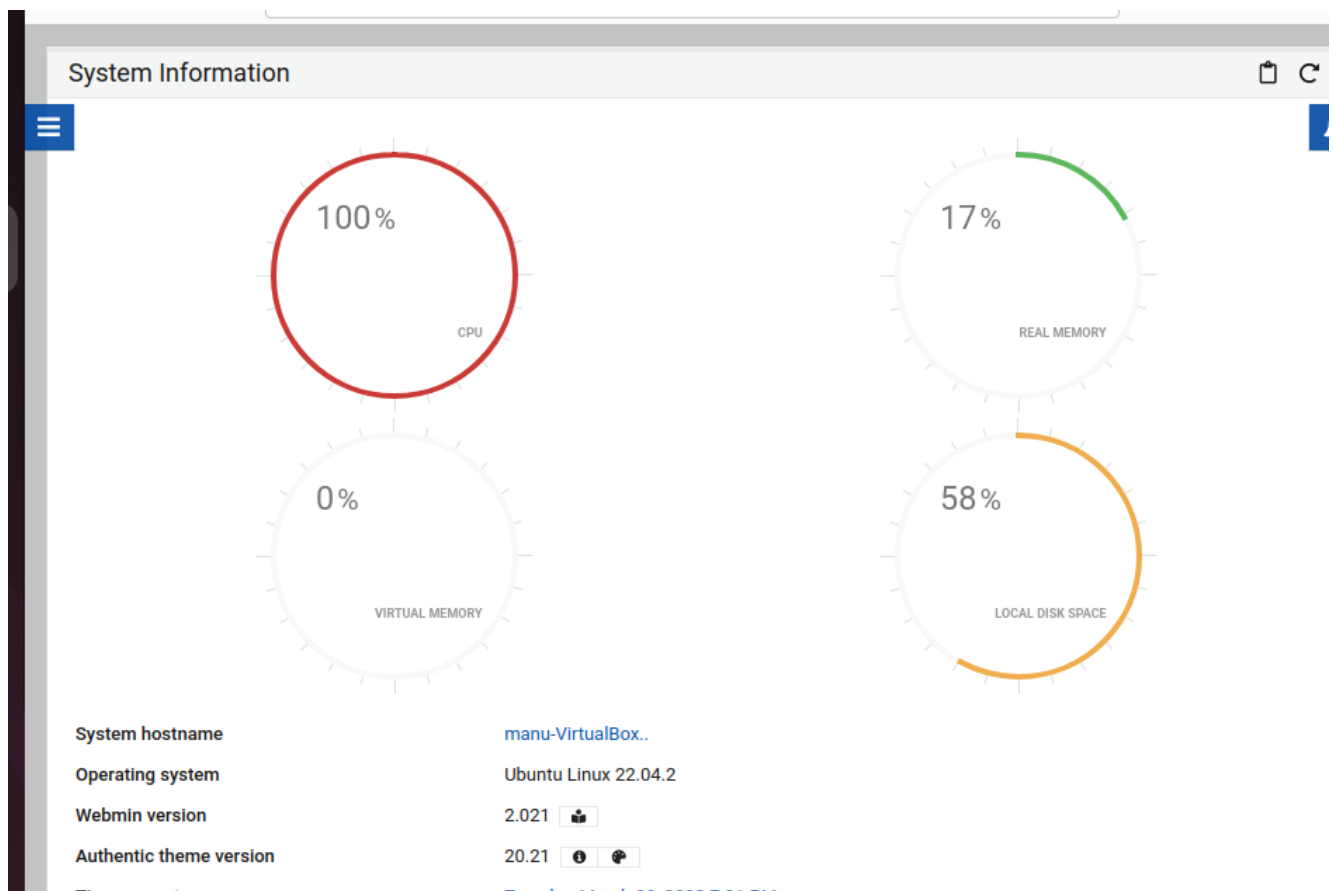 System Information
100%
CPU
17%
REAL MEMORY
0%
VIRTUAL MEMORY
58%
LOCAL DISK SPACE
System hostname manu-VirtualBox..
Operating system Ubuntu Linux 22.04.2
Webmin version 2.021
Authentic theme version 20.21